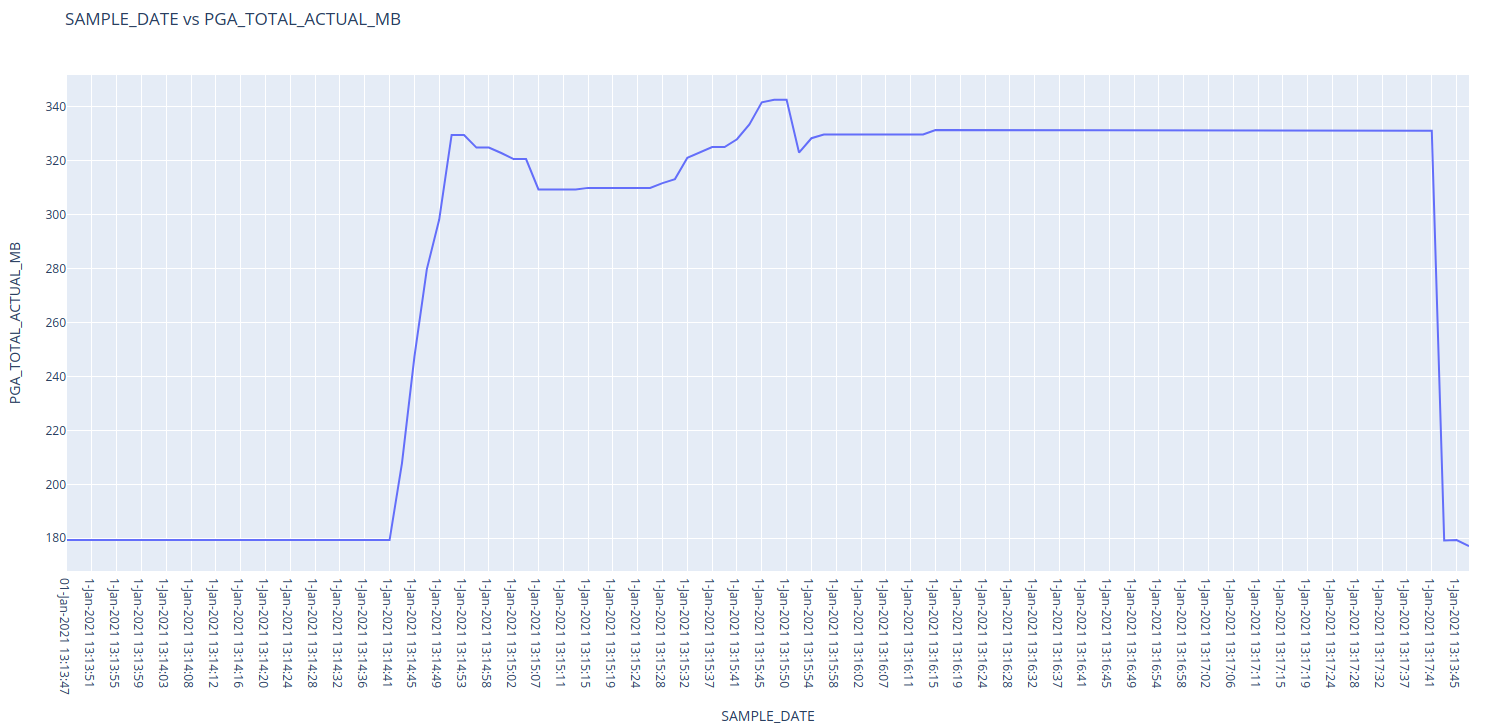 SAMPLE_DATE vs PGA_TOTAL_ACTUAL_MB
PGA_TOTAL_ACTUAL_MB
340
320
300
280
260
240
220
200
180
01-Jan-2021 13:13:47
1-Jan-2021 13:13:51
1-Jan-2021 13:13:55
1-Jan-2021 13:13:59
1-Jan-2021 13:14:03
1-Jan-2021 13:14:08
1-Jan-2021 13:14:12
1-Jan-2021 13:14:16
1-Jan-2021 13:14:20
1-Jan-2021 13:14:24
1-Jan-2021 13:14:28
1-Jan-2021 13:14:32
1-Jan-2021 13:14:36
1-Jan-2021 13:14:41
1-Jan-2021 13:14:45
1-Jan-2021 13:14:49
1-Jan-2021 13:14:53
1-Jan-2021 13:14:58
1-Jan-2021 13:15:02
1-Jan-2021 13:15:07
1-Jan-2021 13:15:11
1-Jan-2021 13:15:15
1-Jan-2021 13:15:19
1-Jan-2021 13:15:24
1-Jan-2021 13:15:28
1-Jan-2021 13:15:32
1-Jan-2021 13:15:37
1-Jan-2021 13:15:41
1-Jan-2021 13:15:45
1-Jan-2021 13:15:50
1-Jan-2021 13:15:54
1-Jan-2021 13:15:58
1-Jan-2021 13:16:02
1-Jan-2021 13:16:07
1-Jan-2021 13:16:11
1-Jan-2021 13:16:15
1-Jan-2021 13:16:19
1-Jan-2021 13:16:24
1-Jan-2021 13:16:28
1-Jan-2021 13:16:32
1-Jan-2021 13:16:37
1-Jan-2021 13:16:41
1-Jan-2021 13:16:45
1-Jan-2021 13:16:49
1-Jan-2021 13:16:54
1-Jan-2021 13:16:58
1-Jan-2021 13:17:02
1-Jan-2021 13:17:06
1-Jan-2021 13:17:11
1-Jan-2021 13:17:15
1-Jan-2021 13:17:19
1-Jan-2021 13:17:24
1-Jan-2021 13:17:28
1-Jan-2021 13:17:32
1-Jan-2021 13:17:37
1-Jan-2021 13:17:41
1-Jan-2021 13:13:45
SAMPLE_DATE